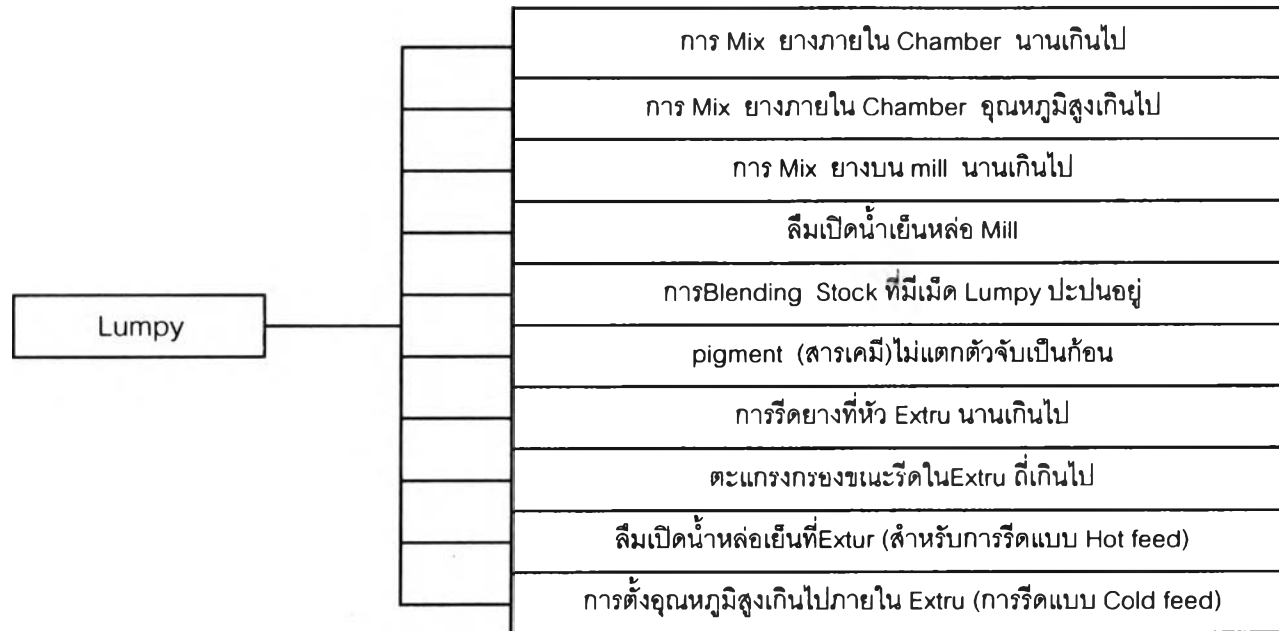 การ Mix ยางภายใน Chamber นานเกินไป
การ Mix ยางภายใน Chamber อุณหภูมิสูงเกินไป
การ Mix ยางบน mill นานเกินไป
ลืมเปิดน้ำเย็นหล่อ Mill
การBlending Stock ที่มีเม็ด Lumpy ปะปนอยู่
Lumpy
pigment (สารเคมี)ไม่แตกตัวจับเป็นก้อน
การรีดยางที่หัว Extru นานเกินไป
ตะแกรงกรองขณะรีดในExtru ถี่เกินไป
ลืมเปิดน้ำหล่อเย็นที่Extur (สำหรับการรีดแบบ Hot feed)
การตั้งอุณหภูมิสูงเกินไปภายใน Extru (การรีดแบบ Cold feed)